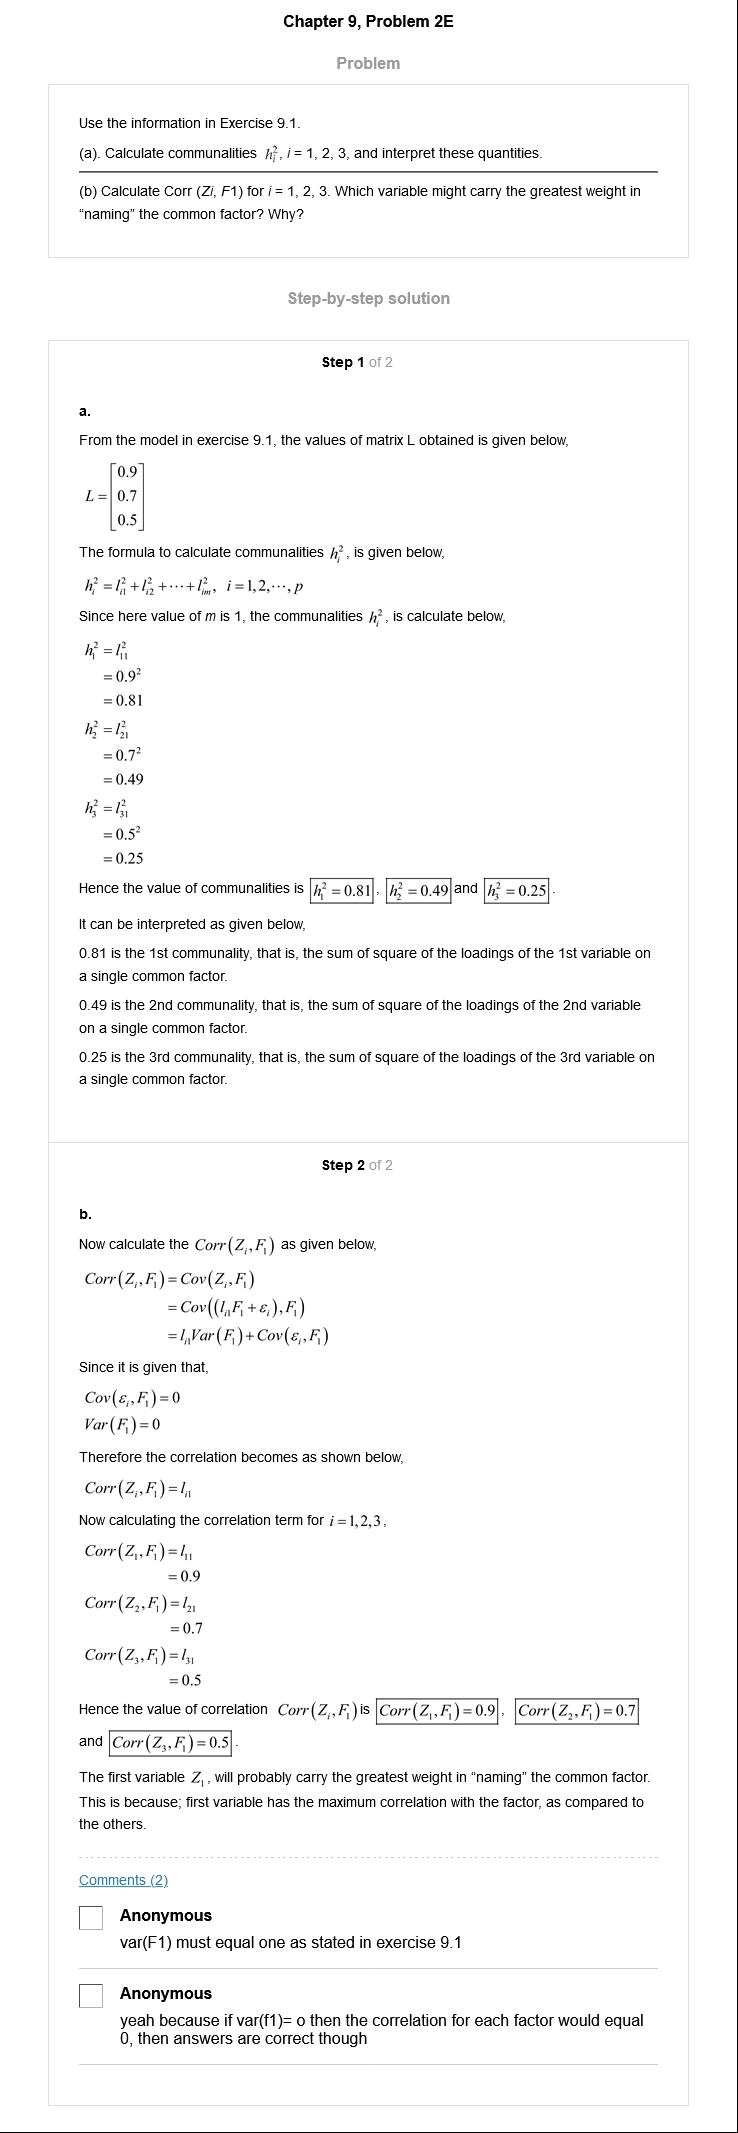 Chapter 9, Problem 2E
Problem
Use the information in Exercise 9.1.
(a). Calculate communalities h_i^2, i = 1, 2, 3, and interpret these quantities.
(b) Calculate Corr (Zi, F1) for i = 1, 2, 3. Which variable might carry the greatest weight in
“naming” the common factor? Why?
Step-by-step solution
Step 1 of 2
a.
From the model in exercise 9.1, the values of matrix L obtained is given below,
L = [0.9
0.7
0.5]
The formula to calculate communalities h_i^2, is given below,
h_i^2 = l_{i1}^2 + l_{i2}^2 + ⋯ + l_{im}^2, i = 1,2,⋯,p
Since here value of m is 1, the communalities h_i^2, is calculate below,
h_1^2 = l_{11}^2
= 0.9²
= 0.81
h_2^2 = l_{21}^2
= 0.7²
= 0.49
h_3^2 = l_{31}^2
= 0.5²
= 0.25
Hence the value of communalities is h_1^2 = 0.81, h_2^2 = 0.49 and h_3^2 = 0.25.
It can be interpreted as given below,
0.81 is the 1st communality, that is, the sum of square of the loadings of the 1st variable on
a single common factor.
0.49 is the 2nd communality, that is, the sum of square of the loadings of the 2nd variable
on a single common factor.
0.25 is the 3rd communality, that is, the sum of square of the loadings of the 3rd variable on
a single common factor.
Step 2 of 2
b.
Now calculate the Corr(Z_i, F_1) as given below,
Corr(Z_i, F_1) = Cov(Z_i, F_1)
= Cov((l_{i1}F_1 + ε_i), F_1)
= l_{i1}Var(F_1) + Cov(ε_i, F_1)
Since it is given that,
Cov(ε_i, F_1) = 0
Var(F_1) = 0
Therefore the correlation becomes as shown below,
Corr(Z_i, F_1) = l_{i1}
Now calculating the correlation term for i = 1,2,3,
Corr(Z_1, F_1) = l_{11}
= 0.9
Corr(Z_2, F_1) = l_{21}
= 0.7
Corr(Z_3, F_1) = l_{31}
= 0.5
Hence the value of correlation Corr(Z_i, F_1) is Corr(Z_1, F_1) = 0.9, Corr(Z_2, F_1) = 0.7
and Corr(Z_3, F_1) = 0.5.
The first variable Z_1, will probably carry the greatest weight in “naming” the common factor.
This is because; first variable has the maximum correlation with the factor, as compared to
the others.
Comments (2)
Anonymous
var(F1) must equal one as stated in exercise 9.1
Anonymous
yeah because if var(f1)= o then the correlation for each factor would equal
0, then answers are correct though